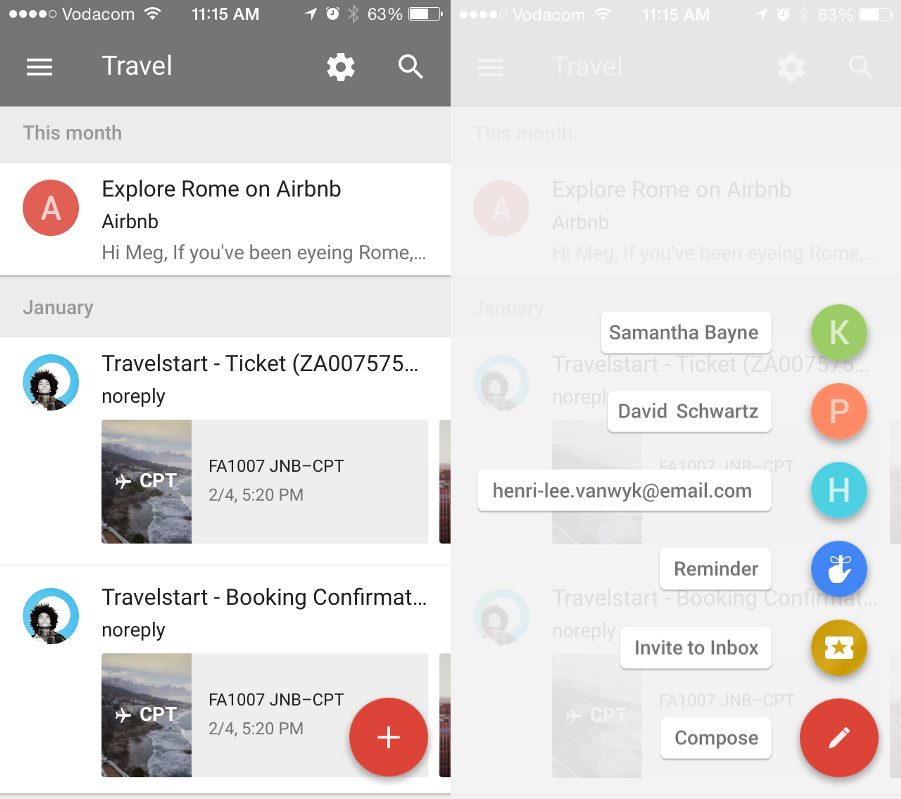 Vodacom 11:15 AM 63%
Travel
This month
A
Explore Rome on Airbnb
Airbnb
Hi Meg, If you've been eyeing Rome,...
January
Travelstart - Ticket (ZA007575...
noreply
CPT
FA1007 JNB–CPT
2/4, 5:20 PM
Travelstart - Booking Confirmat...
noreply
CPT
FA1007 JNB–CPT
2/4, 5:20 PM
Vodacom 11:15 AM 63%
Travel
This month
A
Explore Rome on Airbnb
Airbnb
Hi Meg, If you've been eyeing Rome,...
January
Samantha Bayne K
Travelstart - Ticket (ZA007575...
noreply
David Schwartz P
FA1007 JNB–CPT
henri-lee.vanwyk@email.com H
Reminder
Travelstart - Booking Confirmat...
noreply
Invite to Inbox
CPT
FA1007 JNB–CPT
Compose